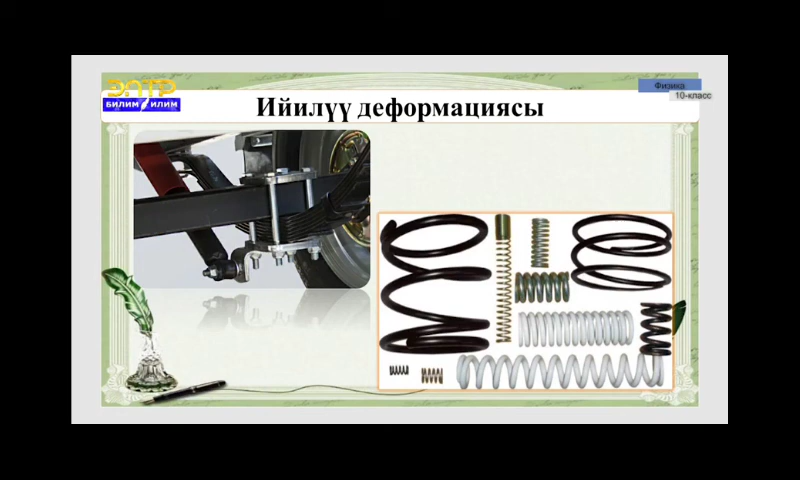 ЭЛТР
БИЛИМ ИЛИМ
Физика
10-класс
Ийилүү деформациясы